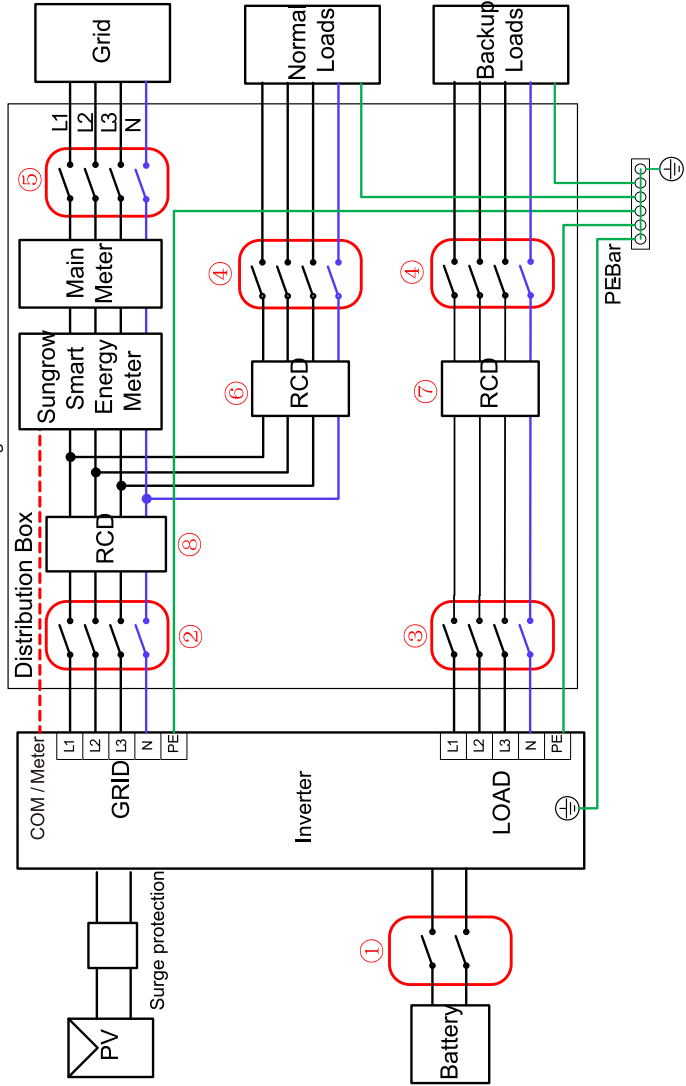 Grid
Normal
Loads
Backup
Loads
L1
L2
L3
N
⑤
Main
Meter
④
④
PE-Bar
Sungrow
Smart
Energy
Meter
⑥
RCD
⑦
RCD
Distribution Box
RCD
⑧
②
③
COM / Meter
L1
L2
L3
N
PE
GRID
Inverter
L1
L2
L3
N
PE
LOAD
Surge protection
①
PV
Battery